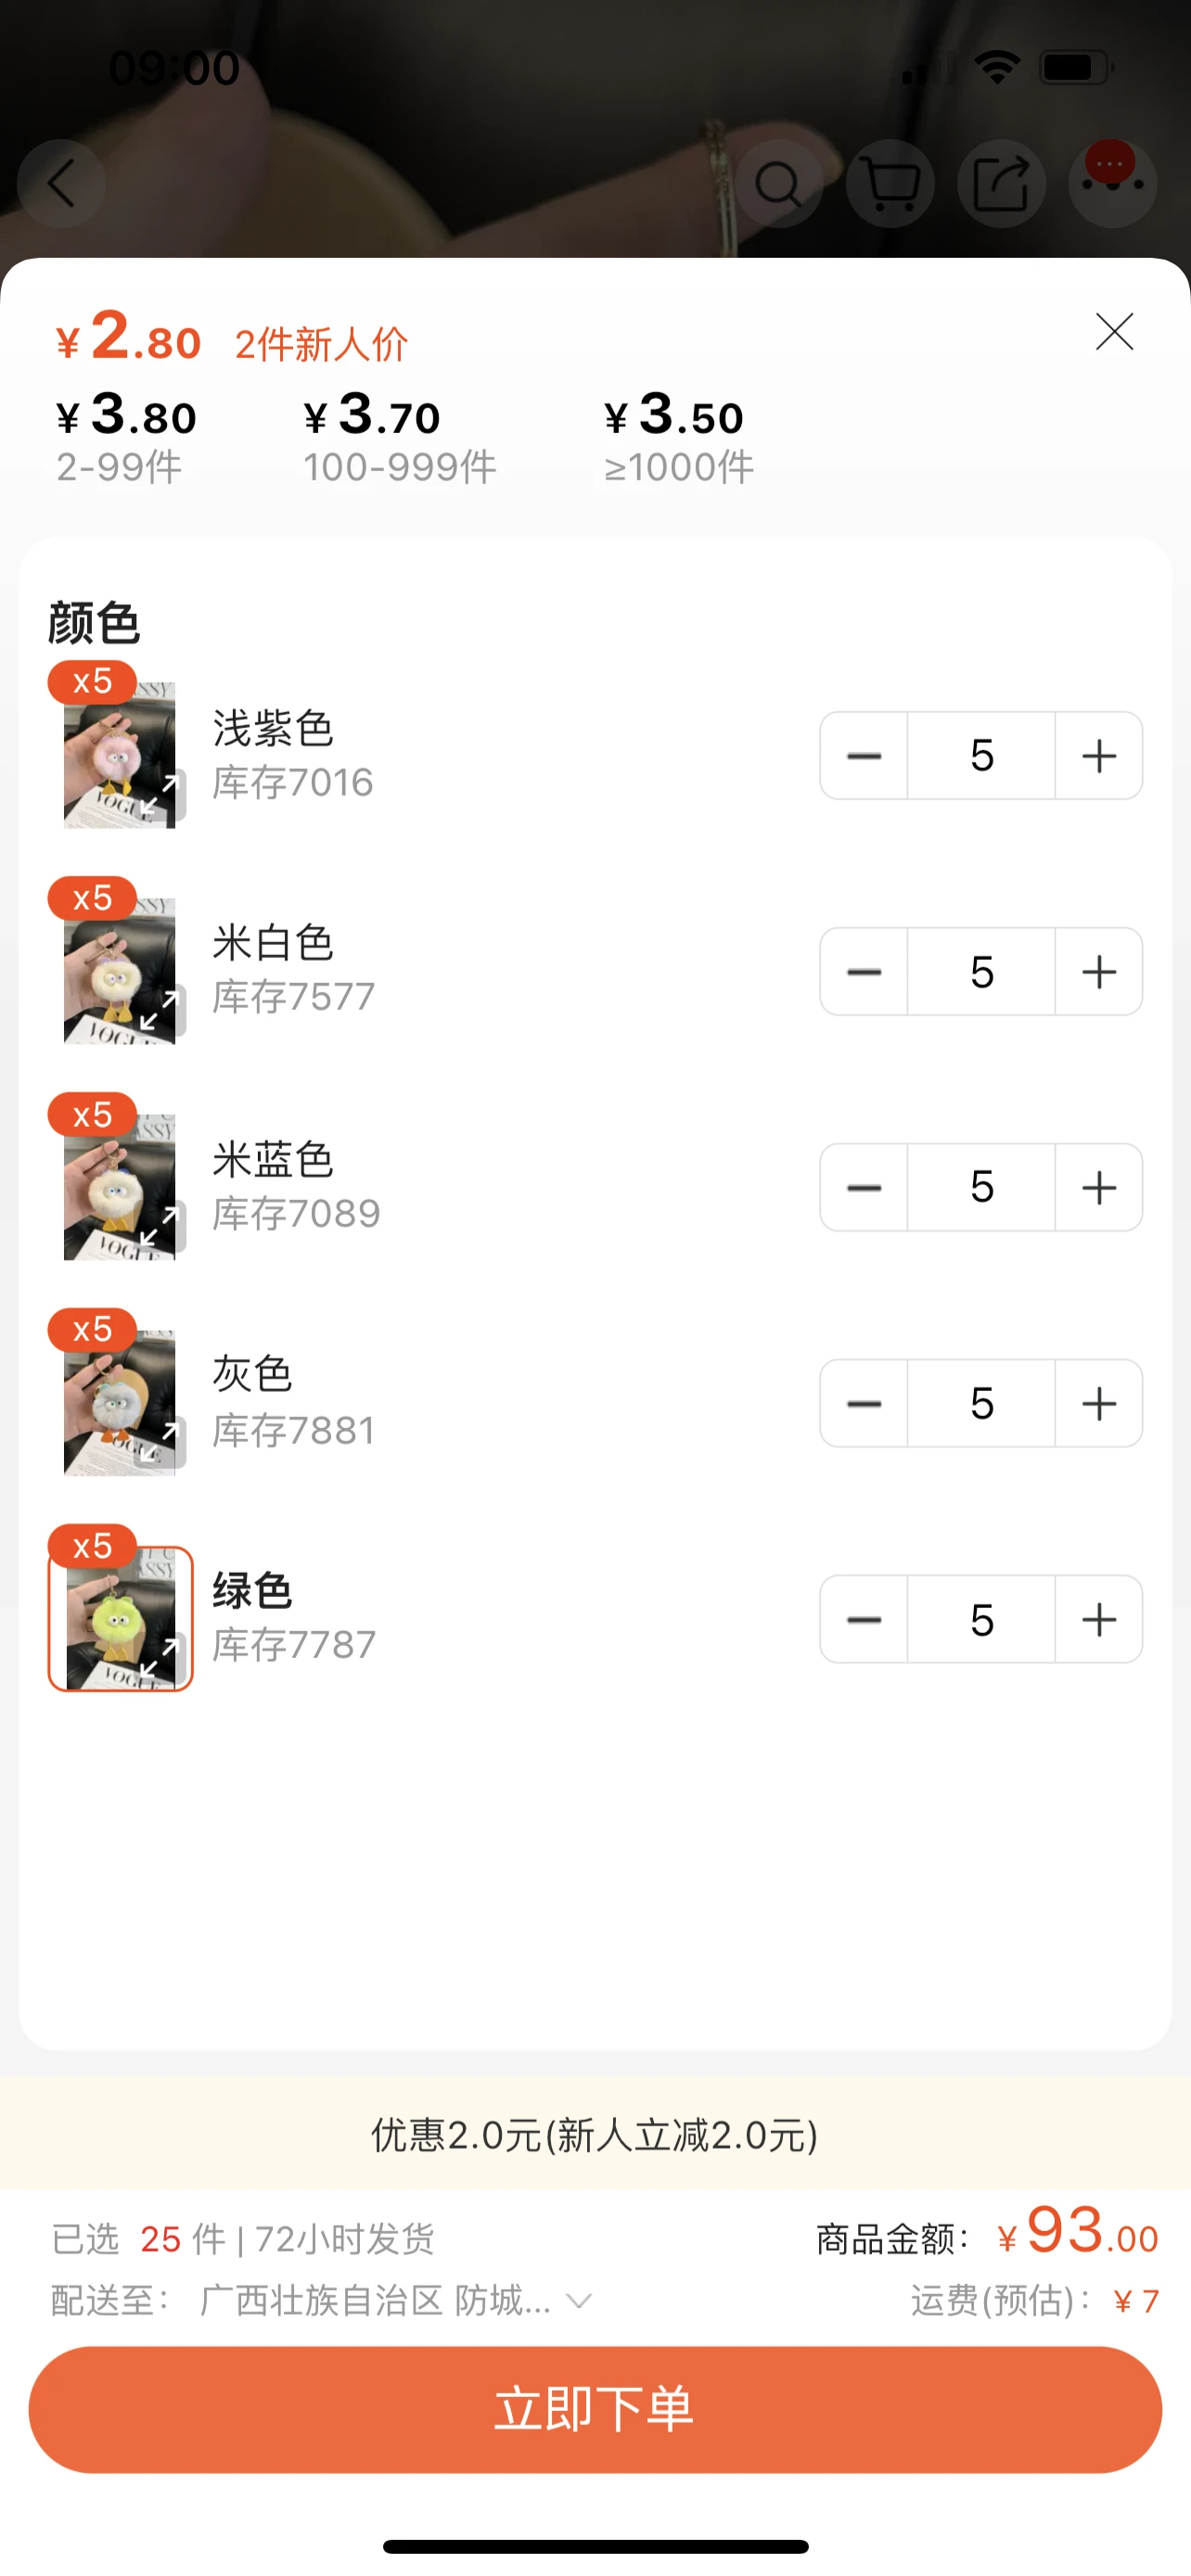 09:00
¥2.80 2件新人价
¥3.80 ¥3.70 ¥3.50
2-99件 100-999件 ≥1000件
颜色
x5
浅紫色
库存7016
5
VOGUE
x5
米白色
库存7577
5
VOGUE
x5
米蓝色
库存7089
5
VOGUE
x5
灰色
库存7881
5
x5
绿色
库存7787
5
VOGUE
优惠2.0元(新人立减2.0元)
已选 25 件 | 72小时发货 商品金额: ¥93.00
配送至: 广西壮族自治区 防城... 运费(预估): ¥7
立即下单